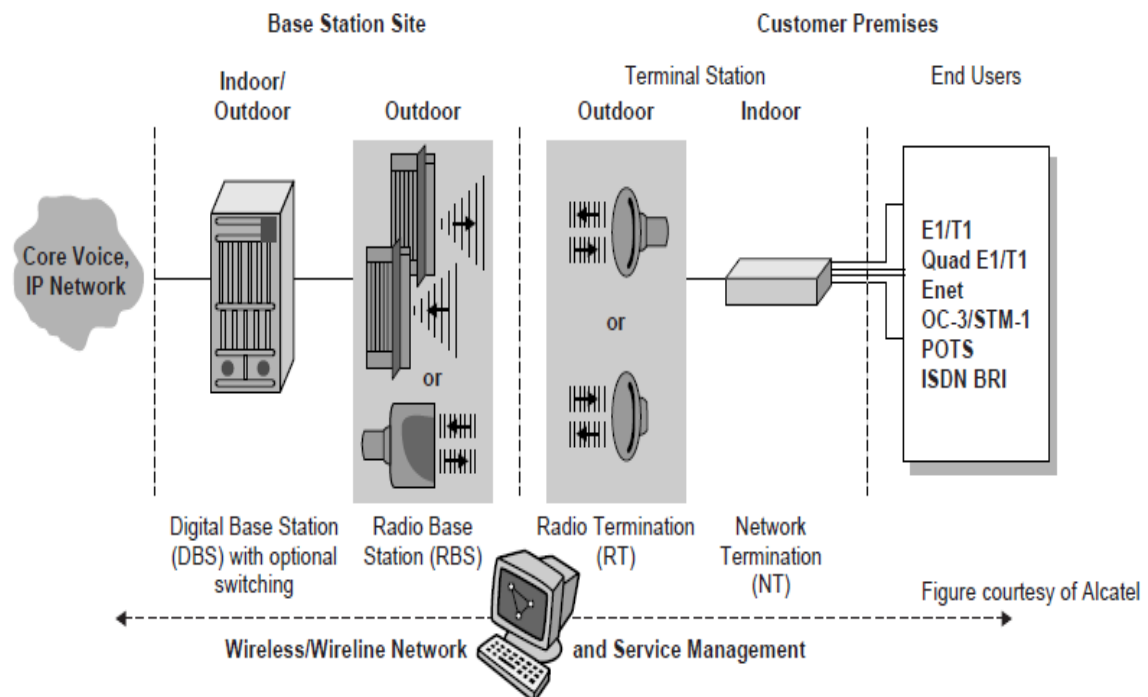 Base Station Site
Customer Premises
Terminal Station
End Users
Indoor/
Outdoor
Outdoor
Outdoor
Indoor
Core Voice,
IP Network
or
or
E1/T1
Quad E1/T1
Enet
OC-3/STM-1
POTS
ISDN BRI
Digital Base Station
(DBS) with optional
switching
Radio Base
Station (RBS)
Radio Termination
(RT)
Network
Termination
(NT)
Figure courtesy of Alcatel
Wireless/Wireline Network and Service Management